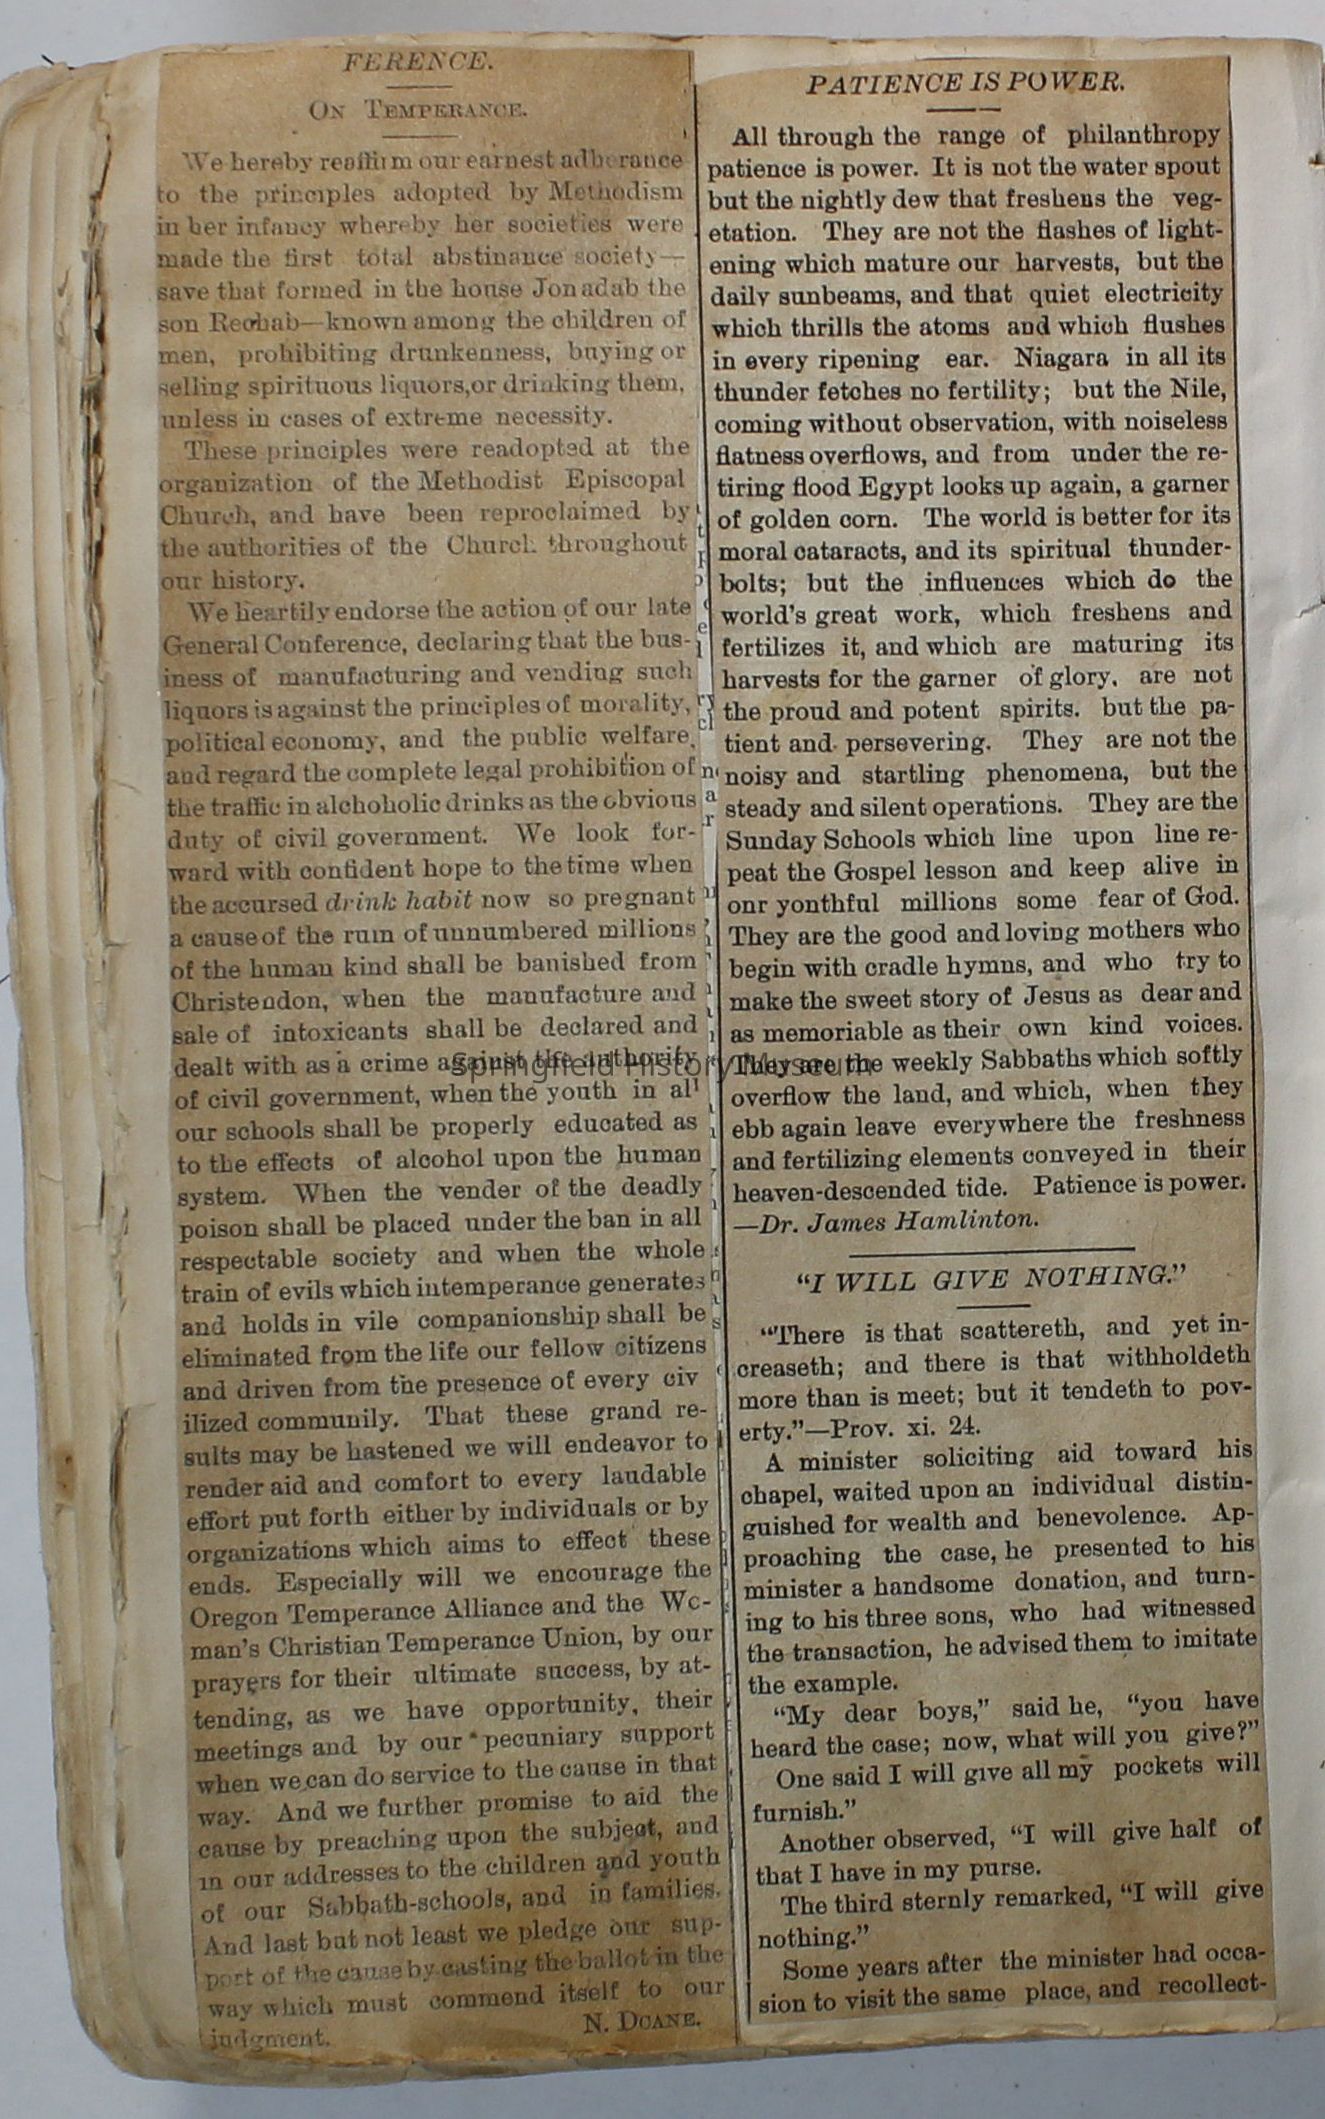 FERENCE.
ON TEMPERANCE.
We hereby reaffirm our earnest adherance
to the principles adopted by Methodism
in her infancy whereby her societies were
made the first total abstinance society—
save that formed in the house Jonadab the
son Rechab—known among the children of
men, prohibiting drunkenness, buying or
selling spirituous liquors,or drinking them,
unless in cases of extreme necessity.
These principles were readopted at the
organization of the Methodist Episcopal
Church, and have been reproclaimed by
the authorities of the Church throughout
our history.
We heartily endorse the action of our late
General Conference, declaring that the bus-
iness of manufacturing and vending such
liquors is against the principles of morality,
political economy, and the public welfare,
and regard the complete legal prohibition of
the traffic in alchoholic drinks as the obvious
duty of civil government. We look for-
ward with confident hope to the time when
the accursed drink habit now so pregnant
a cause of the ruin of unnumbered millions
of the human kind shall be banished from
Christendon, when the manufacture and
sale of intoxicants shall be declared and
dealt with as a crime against the authority
of civil government, when the youth in all
our schools shall be properly educated as
to the effects of alcohol upon the human
system. When the vender of the deadly
poison shall be placed under the ban in all
respectable society and when the whole
train of evils which intemperance generates
and holds in vile companionship shall be
eliminated from the life our fellow citizens
and driven from the presence of every civ
ilized community. That these grand re-
sults may be hastened we will endeavor to
render aid and comfort to every laudable
effort put forth either by individuals or by
organizations which aims to effect these
ends. Especially will we encourage the
Oregon Temperance Alliance and the Wo-
man's Christian Temperance Union, by our
prayers for their ultimate success, by at-
tending, as we have opportunity, their
meetings and by our pecuniary support
when we can do service to the cause in that
way. And we further promise to aid the
cause by preaching upon the subject, and
in our addresses to the children and youth
of our Sabbath-schools, and in families.
And last but not least we pledge our sup-
port of the cause by casting the ballot in the
way which must commend itself to our
judgment. N. DOANE.
PATIENCE IS POWER.
All through the range of philanthropy
patience is power. It is not the water spout
but the nightly dew that freshens the veg-
etation. They are not the flashes of light-
ening which mature our harvests, but the
daily sunbeams, and that quiet electricity
which thrills the atoms and which flushes
in every ripening ear. Niagara in all its
thunder fetches no fertility; but the Nile,
coming without observation, with noiseless
flatness overflows, and from under the re-
tiring flood Egypt looks up again, a garner
of golden corn. The world is better for its
moral cataracts, and its spiritual thunder-
bolts; but the influences which do the
world's great work, which freshens and
fertilizes it, and which are maturing its
harvests for the garner of glory, are not
the proud and potent spirits. but the pa-
tient and persevering. They are not the
noisy and startling phenomena, but the
steady and silent operations. They are the
Sunday Schools which line upon line re-
peat the Gospel lesson and keep alive in
onr yonthful millions some fear of God.
They are the good and loving mothers who
begin with cradle hymns, and who try to
make the sweet story of Jesus as dear and
as memoriable as their own kind voices.
They are the weekly Sabbaths which softly
overflow the land, and which, when they
ebb again leave everywhere the freshness
and fertilizing elements conveyed in their
heaven-descended tide. Patience is power.
—Dr. James Hamlinton.
"I WILL GIVE NOTHING."
"There is that scattereth, and yet in-
creaseth; and there is that withholdeth
more than is meet; but it tendeth to pov-
erty."—Prov. xi. 24.
A minister soliciting aid toward his
chapel, waited upon an individual distin-
guished for wealth and benevolence. Ap-
proaching the case, he presented to his
minister a handsome donation, and turn-
ing to his three sons, who had witnessed
the transaction, he advised them to imitate
the example.
"My dear boys," said he, "you have
heard the case; now, what will you give?"
One said I will give all my pockets will
furnish."
Another observed, "I will give half of
that I have in my purse.
The third sternly remarked, "I will give
nothing."
Some years after the minister had occa-
sion to visit the same place, and recollect-
Springfield History Museum